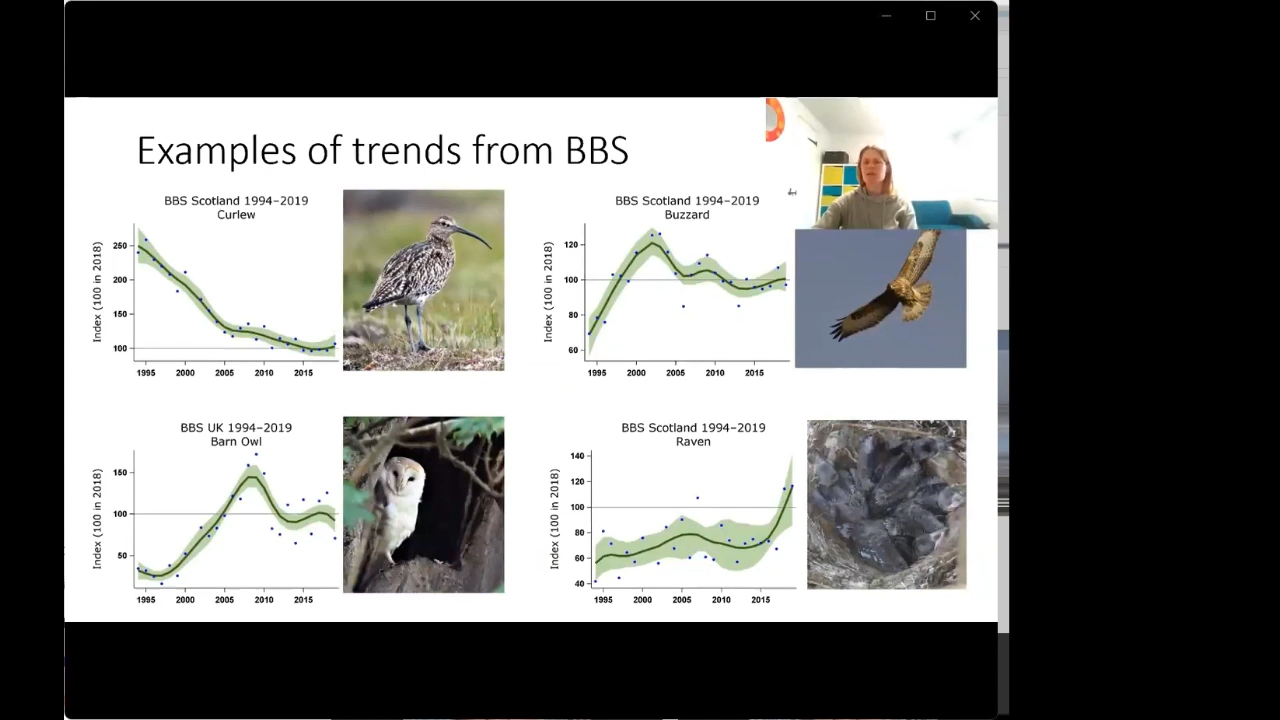 Examples of trends from BBS
BBS Scotland 1994–2019
Curlew
Index (100 in 2018)
250
200
150
100
1995 2000 2005 2010 2015
BBS Scotland 1994–2019
Buzzard
Index (100 in 2018)
120
100
80
60
1995 2000 2005 2010 2015
BBS UK 1994–2019
Barn Owl
Index (100 in 2018)
150
100
50
1995 2000 2005 2010 2015
BBS Scotland 1994–2019
Raven
Index (100 in 2018)
140
120
100
80
60
40
1995 2000 2005 2010 2015